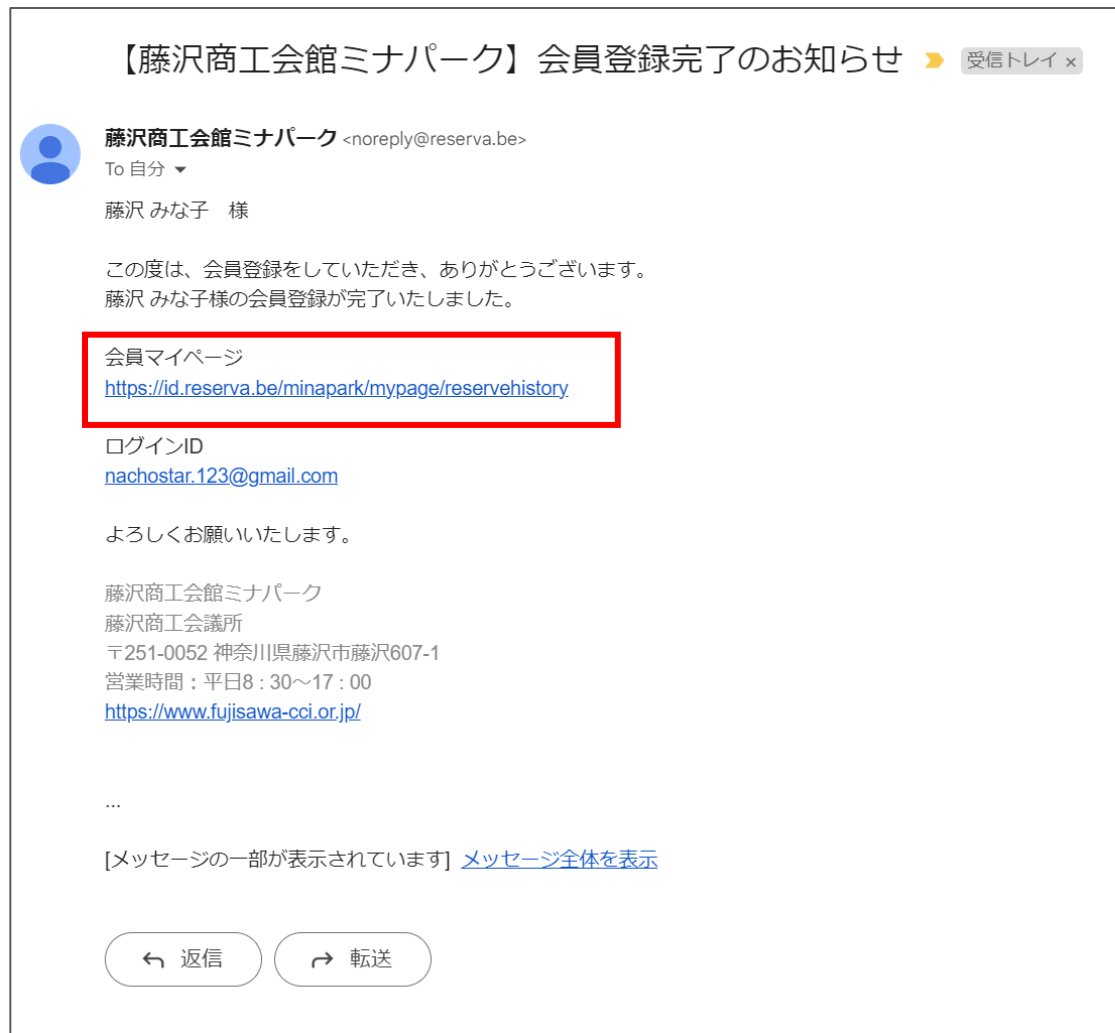 【藤沢商工会館ミナパーク】会員登録完了のお知らせ 受信トレイ ×
藤沢商工会館ミナパーク <noreply@reserva.be>
To 自分
藤沢 みな子　様
この度は、会員登録をしていただき、ありがとうございます。
藤沢 みな子様の会員登録が完了いたしました。
会員マイページ
https://id.reserva.be/minapark/mypage/reservehistory
ログインID
nachostar.123@gmail.com
よろしくお願いいたします。
藤沢商工会館ミナパーク
藤沢商工会議所
〒251-0052 神奈川県藤沢市藤沢607-1
営業時間：平日8 : 30～17 : 00
https://www.fujisawa-cci.or.jp/
...
[メッセージの一部が表示されています] メッセージ全体を表示
返信 転送